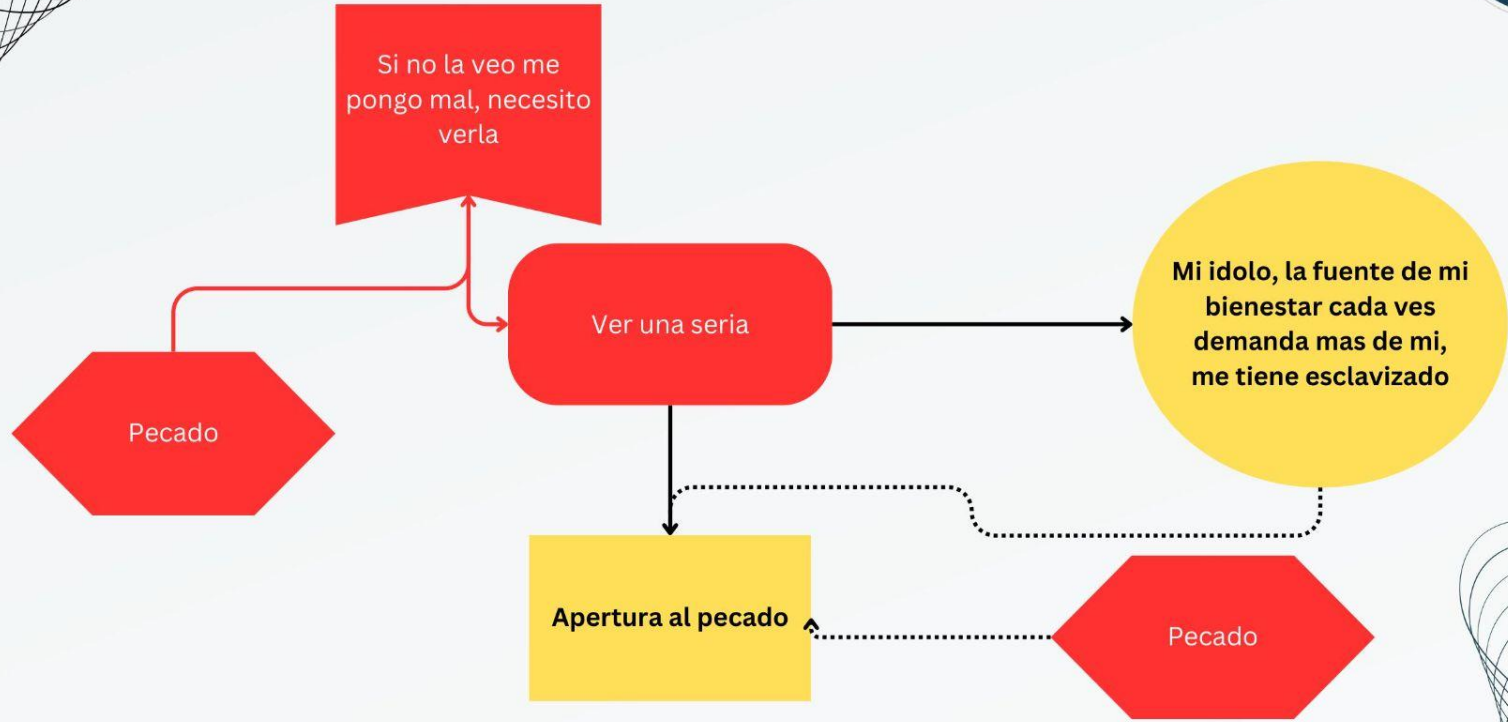 Si no la veo me
pongo mal, necesito
verla
Ver una seria
Mi idolo, la fuente de mi
bienestar cada ves
demanda mas de mi,
me tiene esclavizado
Pecado
Apertura al pecado
Pecado